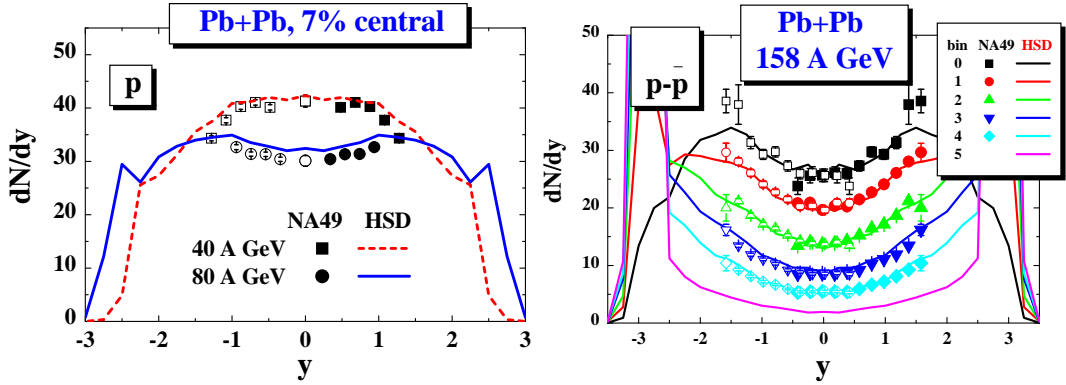 Pb+Pb, 7% central
p
dN/dy
50
40
30
20
10
0
NA49 HSD
40 A GeV
80 A GeV
-3 -2 -1 0 1 2 3
y
Pb+Pb
158 A GeV
p-p̄
bin NA49 HSD
0
1
2
3
4
5
dN/dy
50
40
30
20
10
0
-3 -2 -1 0 1 2 3
y